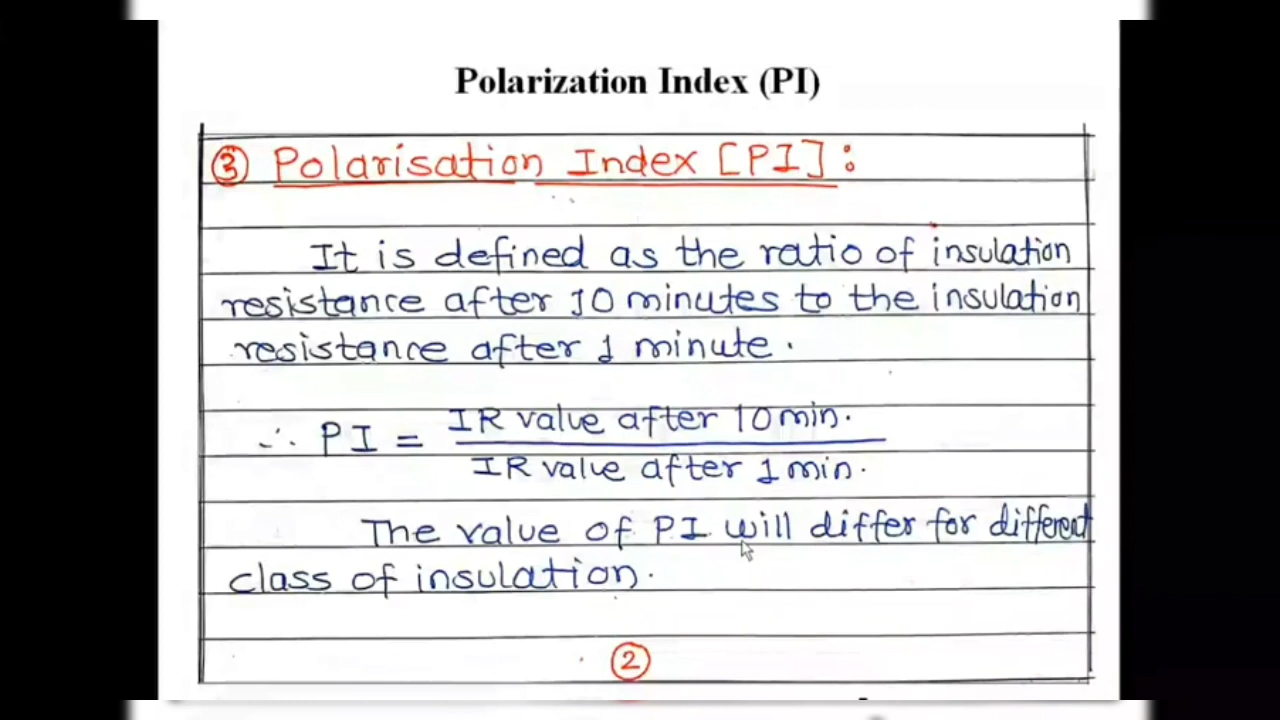 Polarization Index (PI)
③ Polarisation Index [PI]:
It is defined as the ratio of insulation
resistance after 10 minutes to the insulation
resistance after 1 minute.
∴ PI = IR value after 10 min.
IR value after 1 min.
The value of PI will differ for different
class of insulation.
②